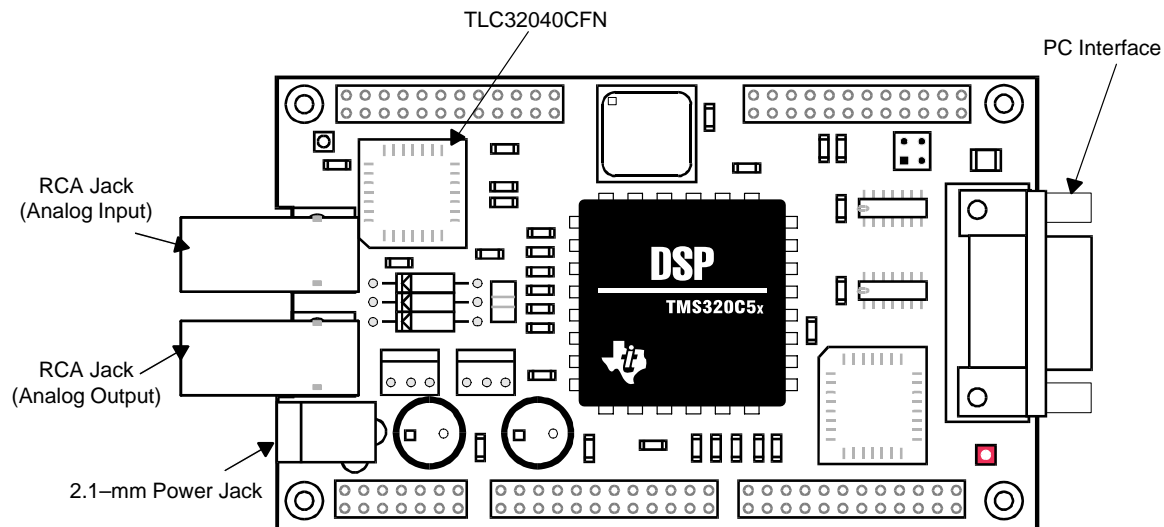 TLC32040CFN
PC Interface
RCA Jack
(Analog Input)
DSP
TMS320C5x
RCA Jack
(Analog Output)
2.1–mm Power Jack